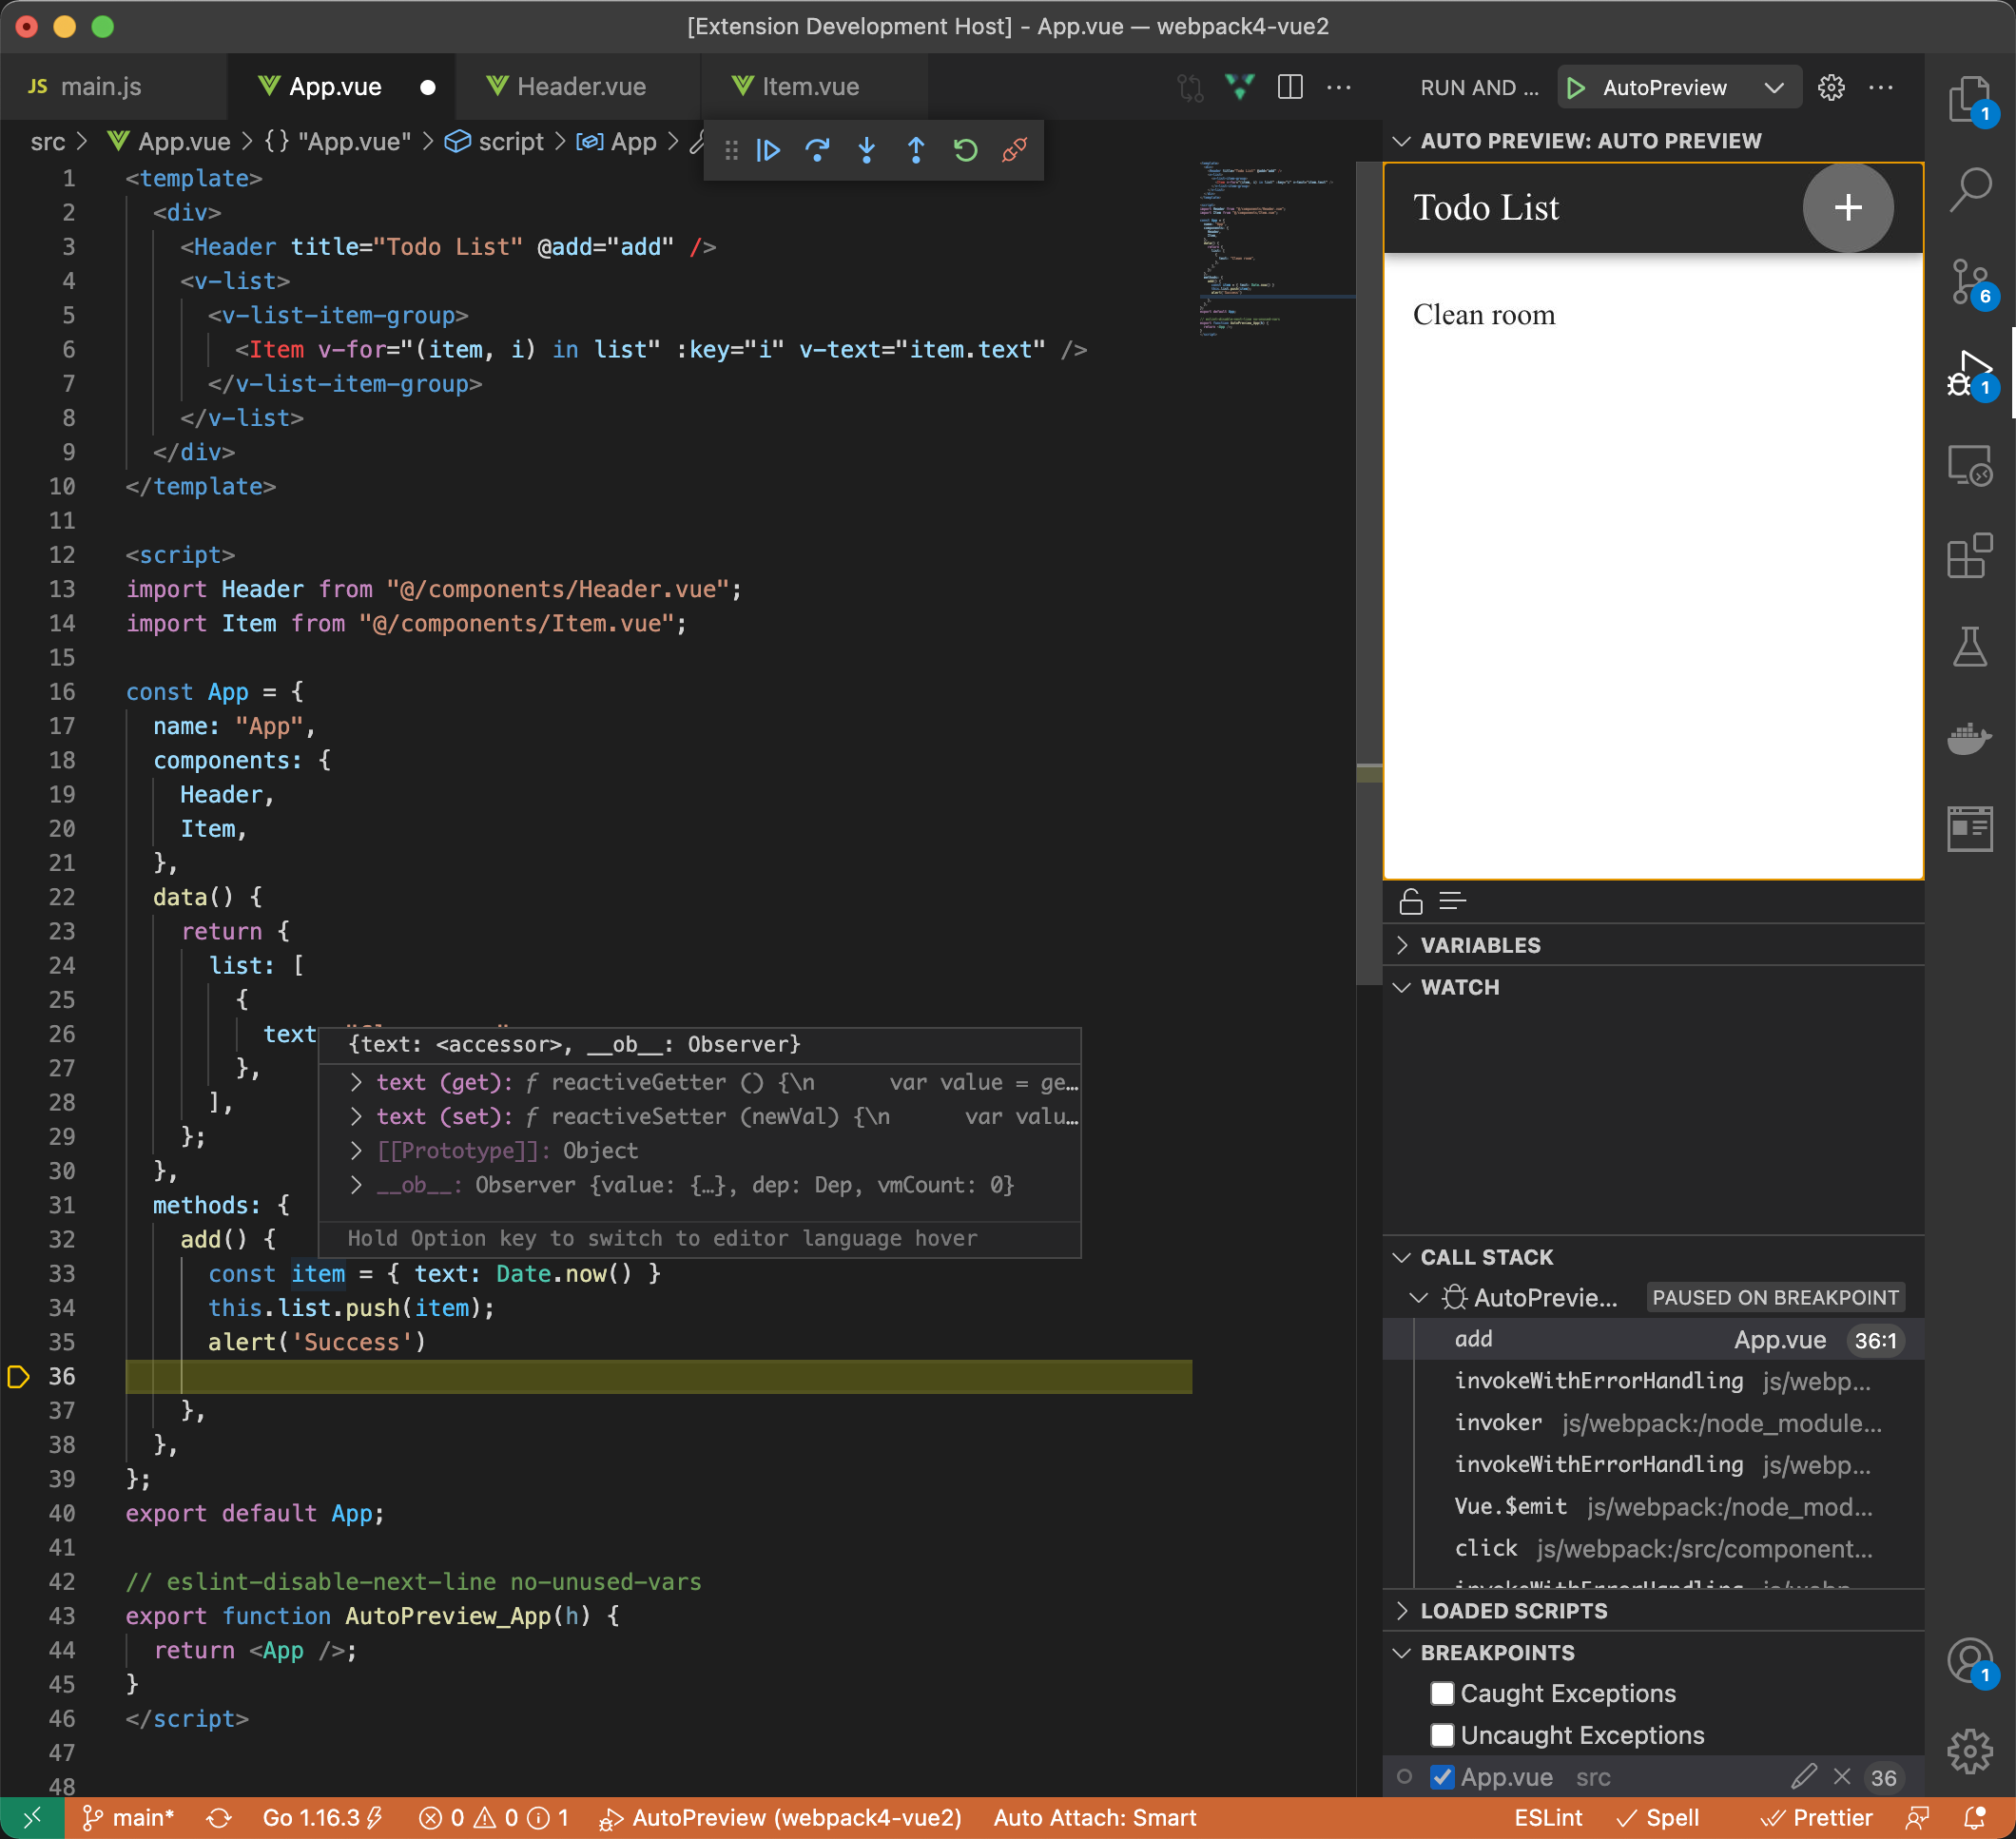 [Extension Development Host] - App.vue — webpack4-vue2
JS main.js
App.vue
Header.vue
Item.vue
RUN AND ...
AutoPreview
src > App.vue > {} "App.vue" > script > App >
1 <template>
2 <div>
3 <Header title="Todo List" @add="add" />
4 <v-list>
5 <v-list-item-group>
6 <Item v-for="(item, i) in list" :key="i" v-text="item.text" />
7 </v-list-item-group>
8 </v-list>
9 </div>
10 </template>
11
12 <script>
13 import Header from "@/components/Header.vue";
14 import Item from "@/components/Item.vue";
15
16 const App = {
17 name: "App",
18 components: {
19 Header,
20 Item,
21 },
22 data() {
23 return {
24 list: [
25 {
26 text
27 },
28 ],
29 };
30 },
31 methods: {
32 add() {
33 const item = { text: Date.now() }
34 this.list.push(item);
35 alert('Success')
36
37 },
38 },
39 };
40 export default App;
41
42 // eslint-disable-next-line no-unused-vars
43 export function AutoPreview_App(h) {
44 return <App />;
45 }
46 </script>
47
48
{text: <accessor>, __ob__: Observer}
> text (get): ƒ reactiveGetter () {\n var value = ge…
> text (set): ƒ reactiveSetter (newVal) {\n var valu…
> [[Prototype]]: Object
> __ob__: Observer {value: {…}, dep: Dep, vmCount: 0}
Hold Option key to switch to editor language hover
AUTO PREVIEW: AUTO PREVIEW
Todo List +
Clean room
VARIABLES
WATCH
CALL STACK
AutoPrevie... PAUSED ON BREAKPOINT
add App.vue 36:1
invokeWithErrorHandling js/webp...
invoker js/webpack:/node_module...
invokeWithErrorHandling js/webp...
Vue.$emit js/webpack:/node_mod...
click js/webpack:/src/component...
LOADED SCRIPTS
BREAKPOINTS
Caught Exceptions
Uncaught Exceptions
App.vue src 36
1
6
1
1
main* Go 1.16.3 0 0 1 AutoPreview (webpack4-vue2) Auto Attach: Smart ESLint Spell Prettier